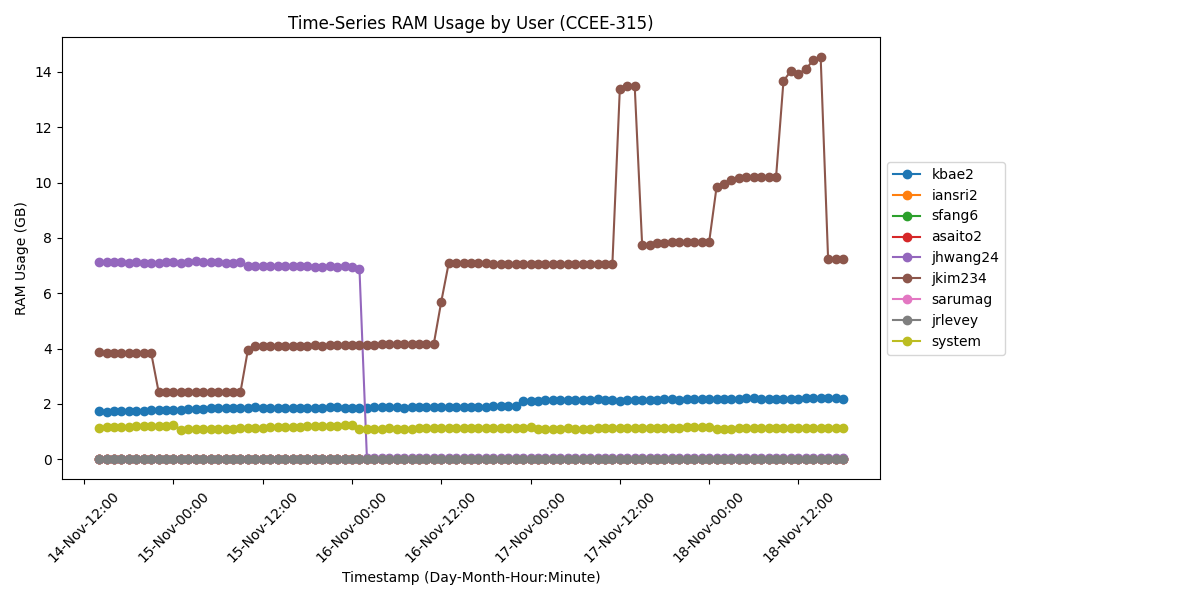 Time-Series RAM Usage by User (CCEE-315)
RAM Usage (GB)
14
12
10
8
6
4
2
0
14-Nov-12:00
15-Nov-00:00
15-Nov-12:00
16-Nov-00:00
16-Nov-12:00
17-Nov-00:00
17-Nov-12:00
18-Nov-00:00
18-Nov-12:00
Timestamp (Day-Month-Hour:Minute)
kbae2
iansri2
sfang6
asaito2
jhwang24
jkim234
sarumag
jrlevey
system